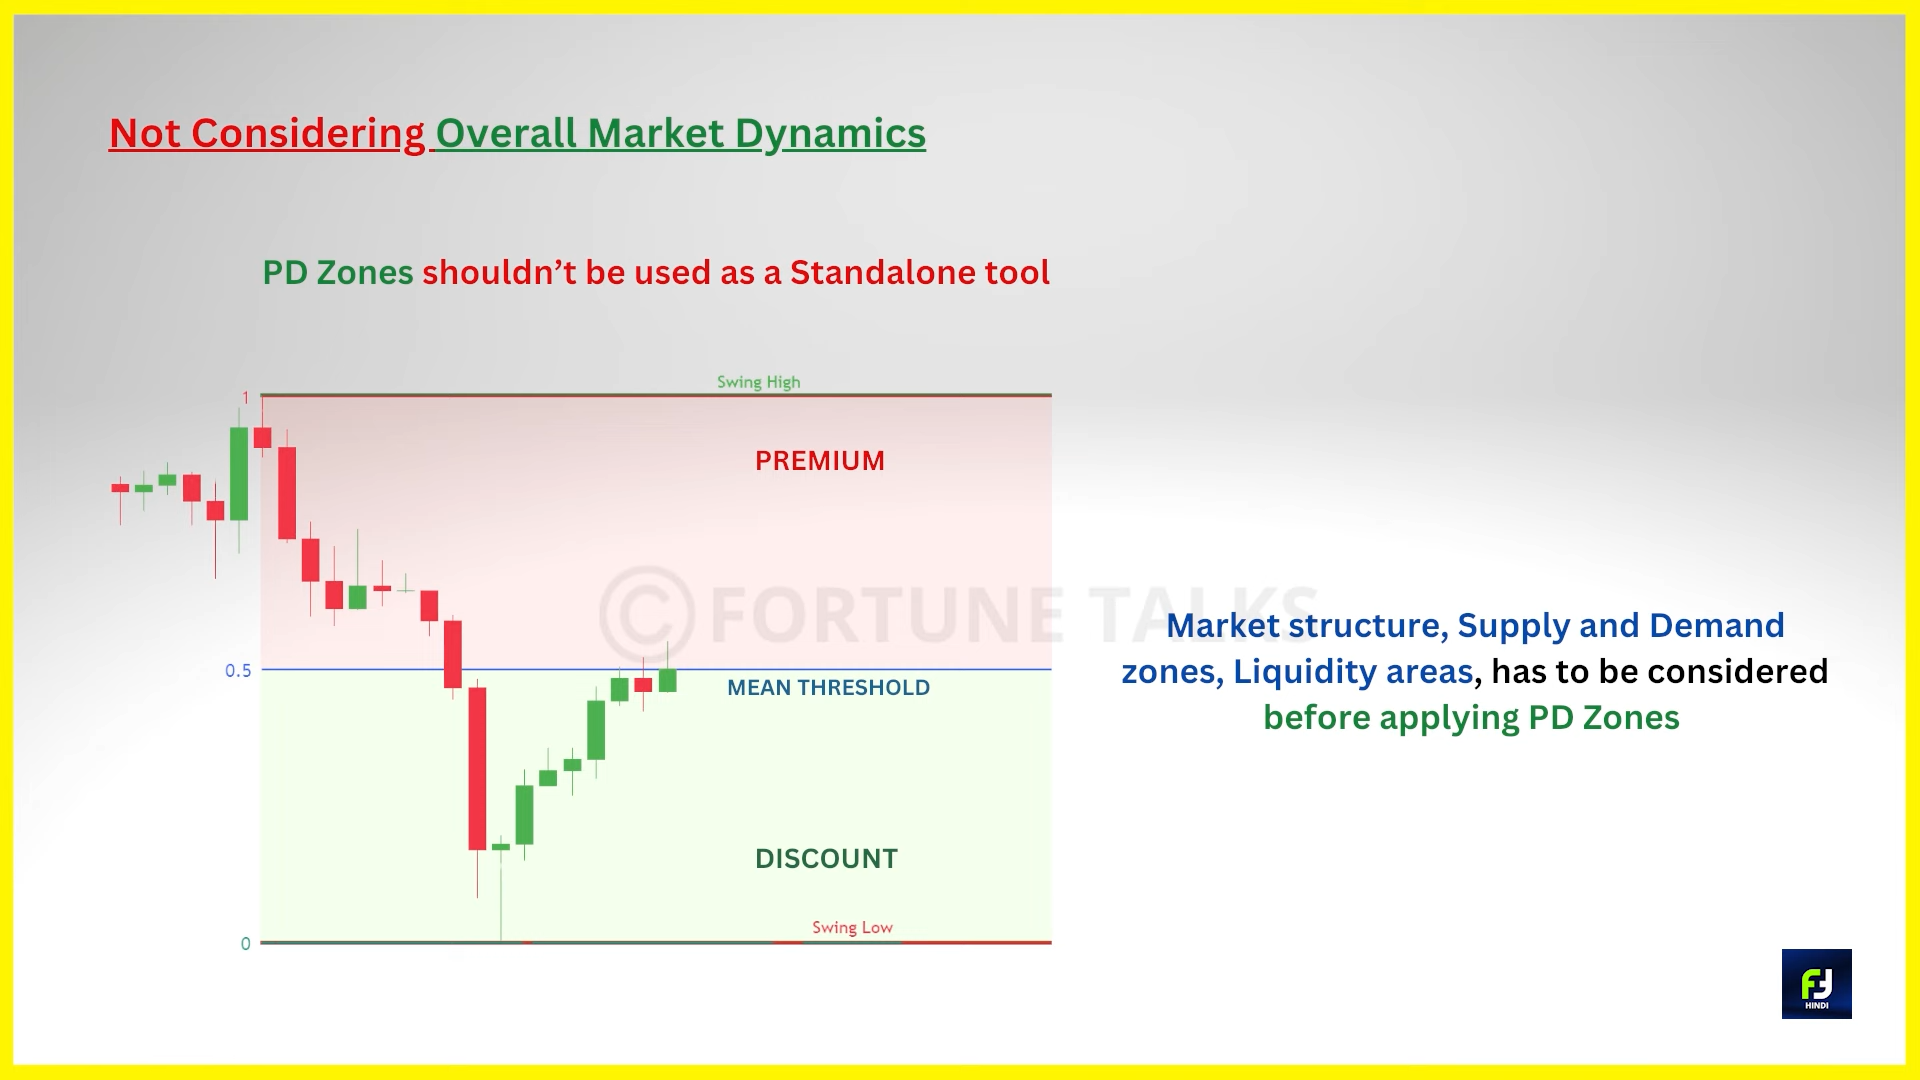 Not Considering Overall Market Dynamics
PD Zones shouldn’t be used as a Standalone tool
Swing High
1
PREMIUM
© FORTUNE TALKS
Market structure, Supply and Demand
zones, Liquidity areas, has to be considered
before applying PD Zones
0.5
MEAN THRESHOLD
DISCOUNT
Swing Low
0
FT
HINDI